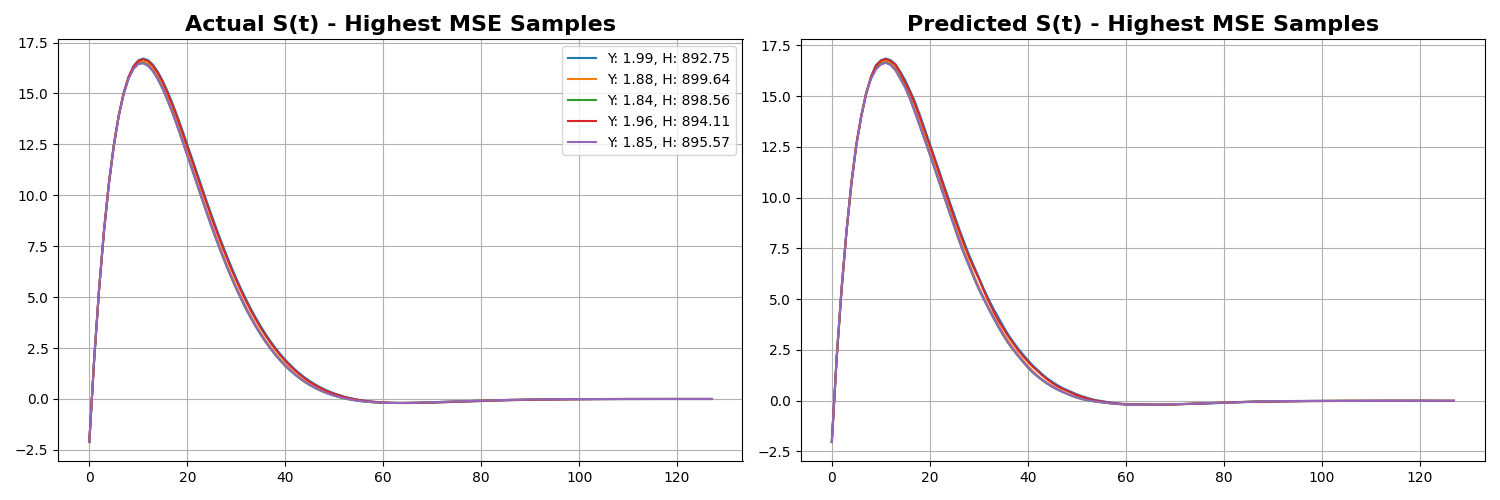 Actual S(t) - Highest MSE Samples
17.5
15.0
12.5
10.0
7.5
5.0
2.5
0.0
−2.5
0 20 40 60 80 100 120
Y: 1.99, H: 892.75
Y: 1.88, H: 899.64
Y: 1.84, H: 898.56
Y: 1.96, H: 894.11
Y: 1.85, H: 895.57
Predicted S(t) - Highest MSE Samples
17.5
15.0
12.5
10.0
7.5
5.0
2.5
0.0
−2.5
0 20 40 60 80 100 120